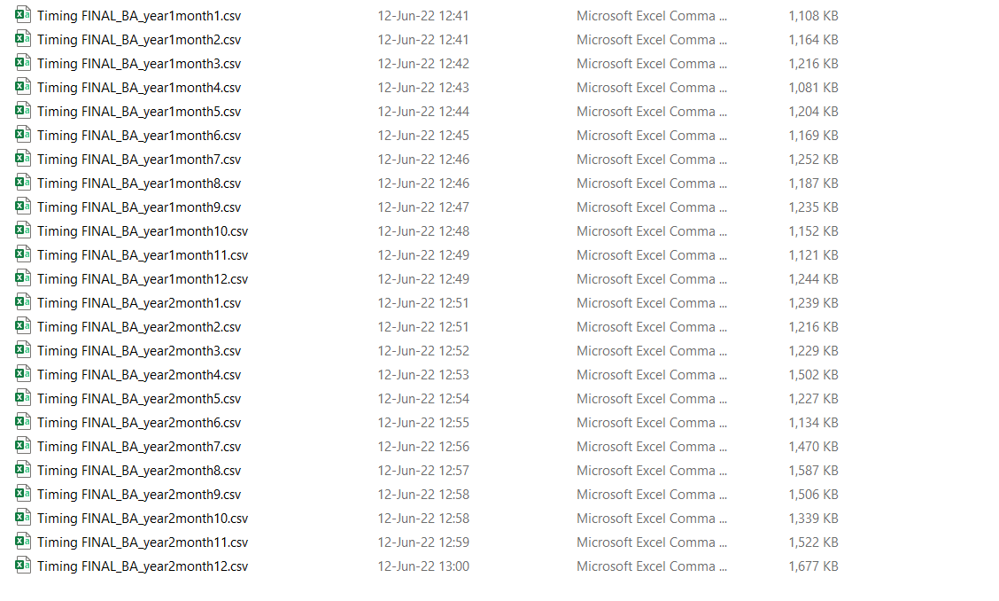 Timing FINAL_BA_year1month1.csv 12-Jun-22 12:41 Microsoft Excel Comma ... 1,108 KB
Timing FINAL_BA_year1month2.csv 12-Jun-22 12:41 Microsoft Excel Comma ... 1,164 KB
Timing FINAL_BA_year1month3.csv 12-Jun-22 12:42 Microsoft Excel Comma ... 1,216 KB
Timing FINAL_BA_year1month4.csv 12-Jun-22 12:43 Microsoft Excel Comma ... 1,081 KB
Timing FINAL_BA_year1month5.csv 12-Jun-22 12:44 Microsoft Excel Comma ... 1,204 KB
Timing FINAL_BA_year1month6.csv 12-Jun-22 12:45 Microsoft Excel Comma ... 1,169 KB
Timing FINAL_BA_year1month7.csv 12-Jun-22 12:46 Microsoft Excel Comma ... 1,252 KB
Timing FINAL_BA_year1month8.csv 12-Jun-22 12:46 Microsoft Excel Comma ... 1,187 KB
Timing FINAL_BA_year1month9.csv 12-Jun-22 12:47 Microsoft Excel Comma ... 1,235 KB
Timing FINAL_BA_year1month10.csv 12-Jun-22 12:48 Microsoft Excel Comma ... 1,152 KB
Timing FINAL_BA_year1month11.csv 12-Jun-22 12:49 Microsoft Excel Comma ... 1,121 KB
Timing FINAL_BA_year1month12.csv 12-Jun-22 12:49 Microsoft Excel Comma ... 1,244 KB
Timing FINAL_BA_year2month1.csv 12-Jun-22 12:51 Microsoft Excel Comma ... 1,239 KB
Timing FINAL_BA_year2month2.csv 12-Jun-22 12:51 Microsoft Excel Comma ... 1,216 KB
Timing FINAL_BA_year2month3.csv 12-Jun-22 12:52 Microsoft Excel Comma ... 1,229 KB
Timing FINAL_BA_year2month4.csv 12-Jun-22 12:53 Microsoft Excel Comma ... 1,502 KB
Timing FINAL_BA_year2month5.csv 12-Jun-22 12:54 Microsoft Excel Comma ... 1,227 KB
Timing FINAL_BA_year2month6.csv 12-Jun-22 12:55 Microsoft Excel Comma ... 1,134 KB
Timing FINAL_BA_year2month7.csv 12-Jun-22 12:56 Microsoft Excel Comma ... 1,470 KB
Timing FINAL_BA_year2month8.csv 12-Jun-22 12:57 Microsoft Excel Comma ... 1,587 KB
Timing FINAL_BA_year2month9.csv 12-Jun-22 12:58 Microsoft Excel Comma ... 1,506 KB
Timing FINAL_BA_year2month10.csv 12-Jun-22 12:58 Microsoft Excel Comma ... 1,339 KB
Timing FINAL_BA_year2month11.csv 12-Jun-22 12:59 Microsoft Excel Comma ... 1,522 KB
Timing FINAL_BA_year2month12.csv 12-Jun-22 13:00 Microsoft Excel Comma ... 1,677 KB